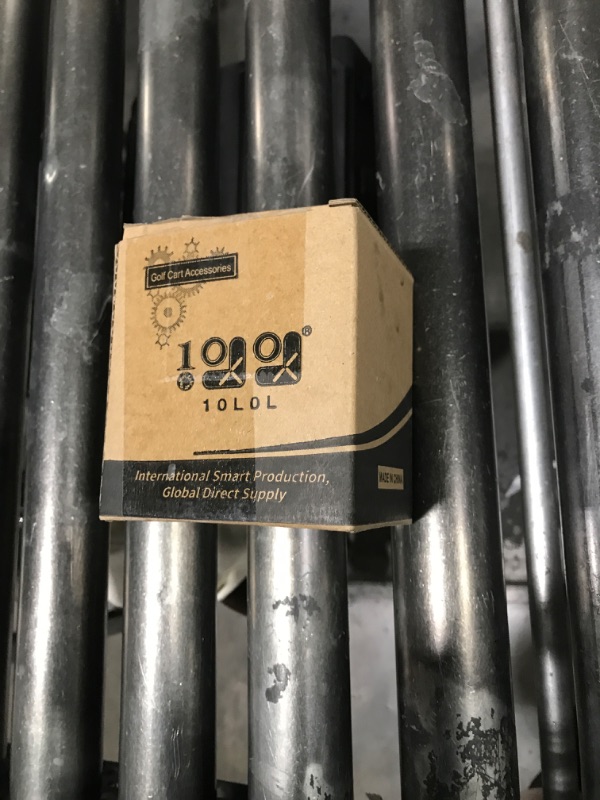 Golf Cart Accessories
10L0L
International Smart Production,
Global Direct Supply
MADE IN CHINA